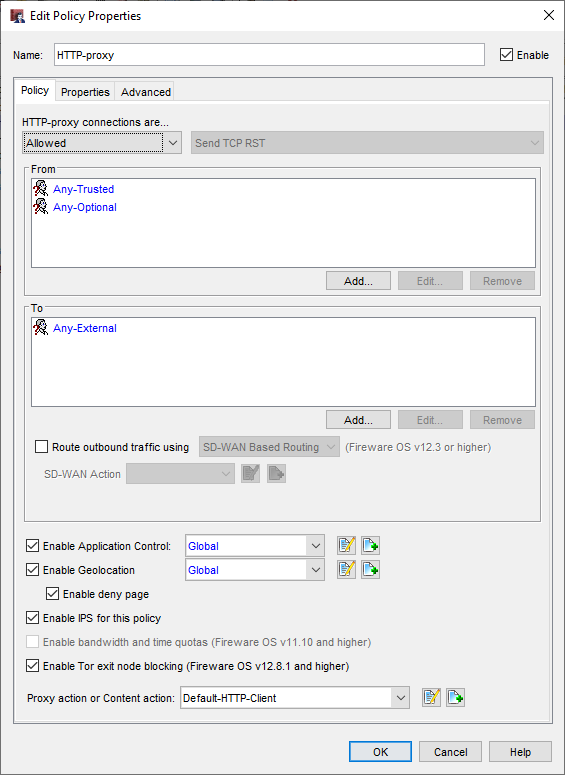 Edit Policy Properties
Name: HTTP-proxy Enable
Policy Properties Advanced
HTTP-proxy connections are...
Allowed Send TCP RST
From
Any-Trusted
Any-Optional
Add... Edit... Remove
To
Any-External
Add... Edit... Remove
Route outbound traffic using SD-WAN Based Routing (Fireware OS v12.3 or higher)
SD-WAN Action
Enable Application Control: Global
Enable Geolocation Global
Enable deny page
Enable IPS for this policy
Enable bandwidth and time quotas (Fireware OS v11.10 and higher)
Enable Tor exit node blocking (Fireware OS v12.8.1 and higher)
Proxy action or Content action: Default-HTTP-Client
OK Cancel Help